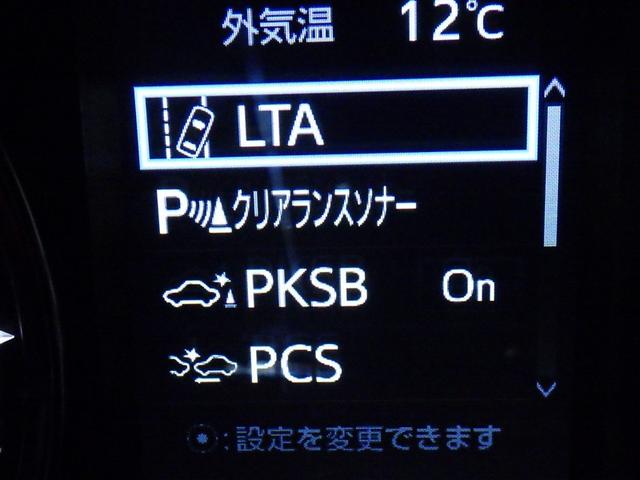 外気温 12℃
LTA
P クリアランスソナー
PKSB On
PCS
:設定を変更できます